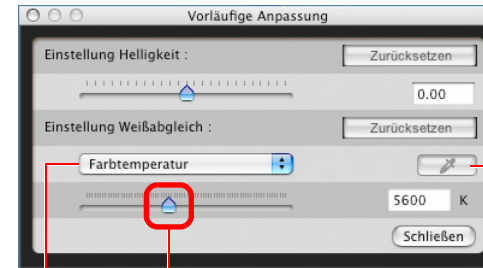 Vorläufige Anpassung
Einstellung Helligkeit :
Zurücksetzen
0.00
Einstellung Weißabgleich :
Zurücksetzen
Farbtemperatur
5600 K
Schließen